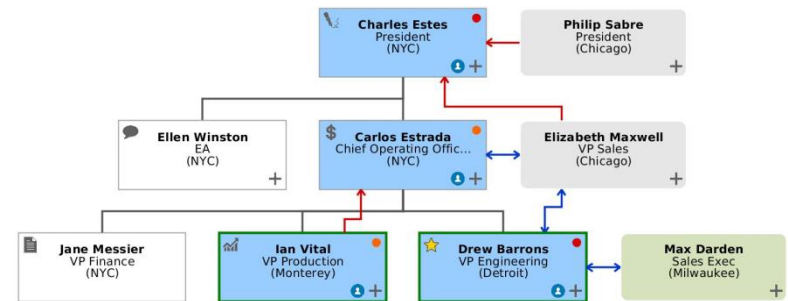 Charles Estes
President
(NYC)
Philip Sabre
President
(Chicago)
Ellen Winston
EA
(NYC)
$
Carlos Estrada
Chief Operating Offic...
(NYC)
Elizabeth Maxwell
VP Sales
(Chicago)
Jane Messier
VP Finance
(NYC)
Ian Vital
VP Production
(Monterey)
Drew Barrons
VP Engineering
(Detroit)
Max Darden
Sales Exec
(Milwaukee)